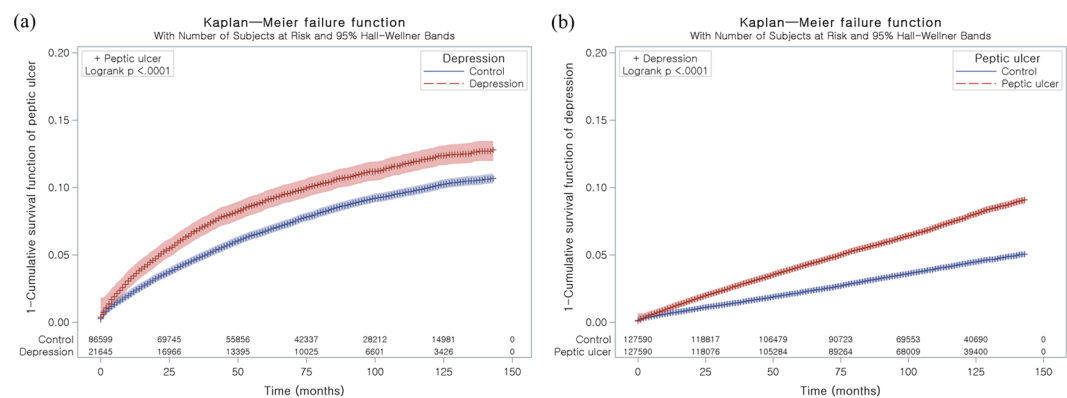 (a)
Kaplan—Meier failure function
With Number of Subjects at Risk and 95% Hall-Wellner Bands
1-Cumulative survival function of peptic ulcer
0.20
0.15
0.10
0.05
0.00
+ Peptic ulcer
Logrank p <.0001
Depression
Control
Depression
Control 86599 69745 55856 42337 28212 14981 0
Depression 21645 16966 13395 10025 6601 3426 0
0 25 50 75 100 125 150
Time (months)
(b)
Kaplan—Meier failure function
With Number of Subjects at Risk and 95% Hall-Wellner Bands
1-Cumulative survival function of depression
0.20
0.15
0.10
0.05
0.00
+ Depression
Logrank p <.0001
Peptic ulcer
Control
Peptic ulcer
Control 127590 118817 106479 90723 69553 40690 0
Peptic ulcer 127590 118076 105284 89264 68009 39400 0
0 25 50 75 100 125 150
Time (months)